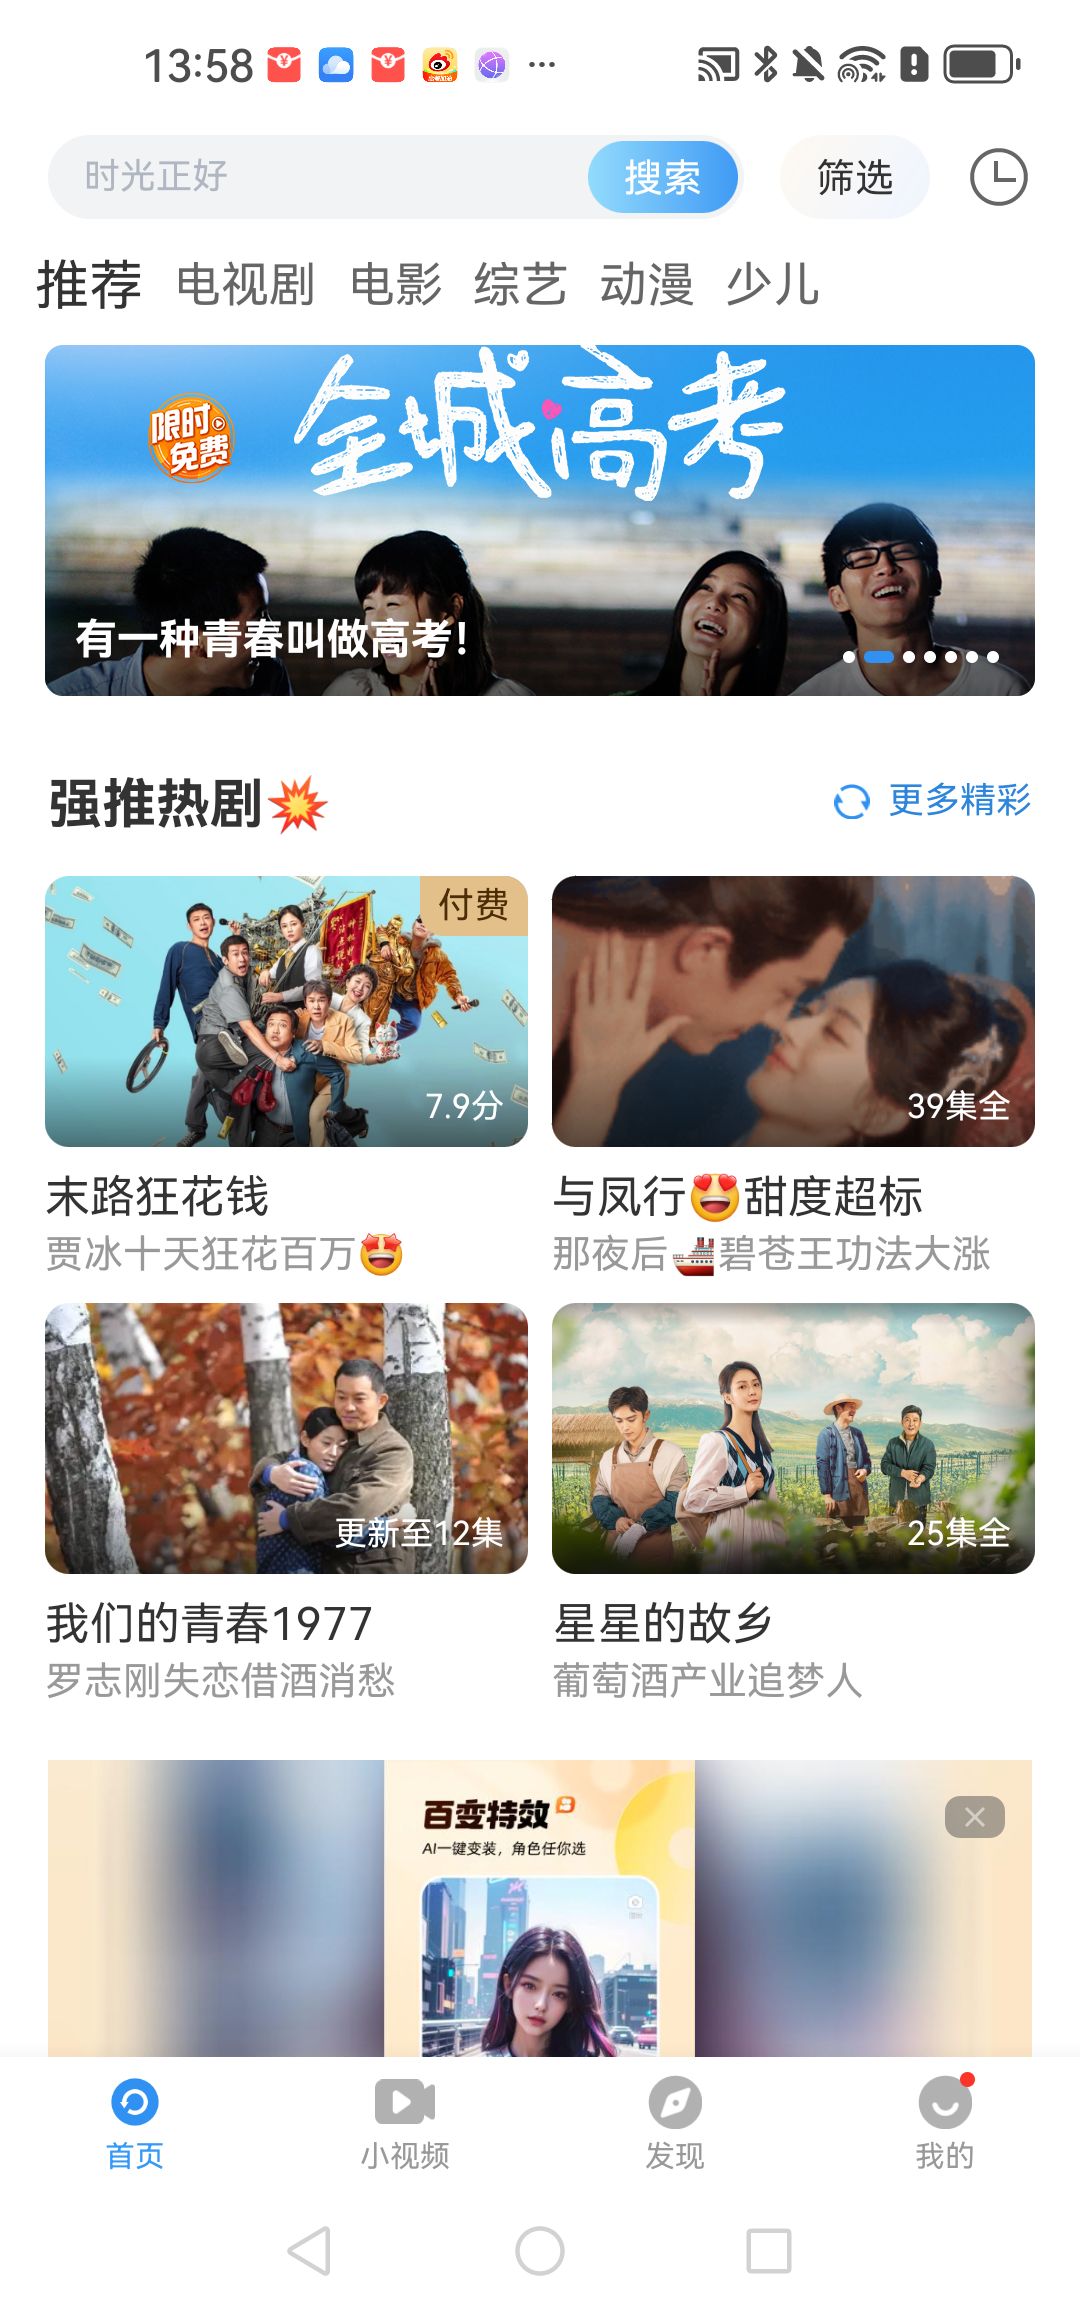 13:58
时光正好
搜索
筛选
推荐 电视剧 电影 综艺 动漫 少儿
限时
免费
全城高考
有一种青春叫做高考!
强推热剧💥
更多精彩
付费
7.9分
39集全
末路狂花钱
与凤行😍甜度超标
贾冰十天狂花百万🤩
那夜后🚢碧苍王功法大涨
更新至12集
25集全
我们的青春1977
星星的故乡
罗志刚失恋借酒消愁
葡萄酒产业追梦人
百变特效
AI一键变装，角色任你选
首页
小视频
发现
我的